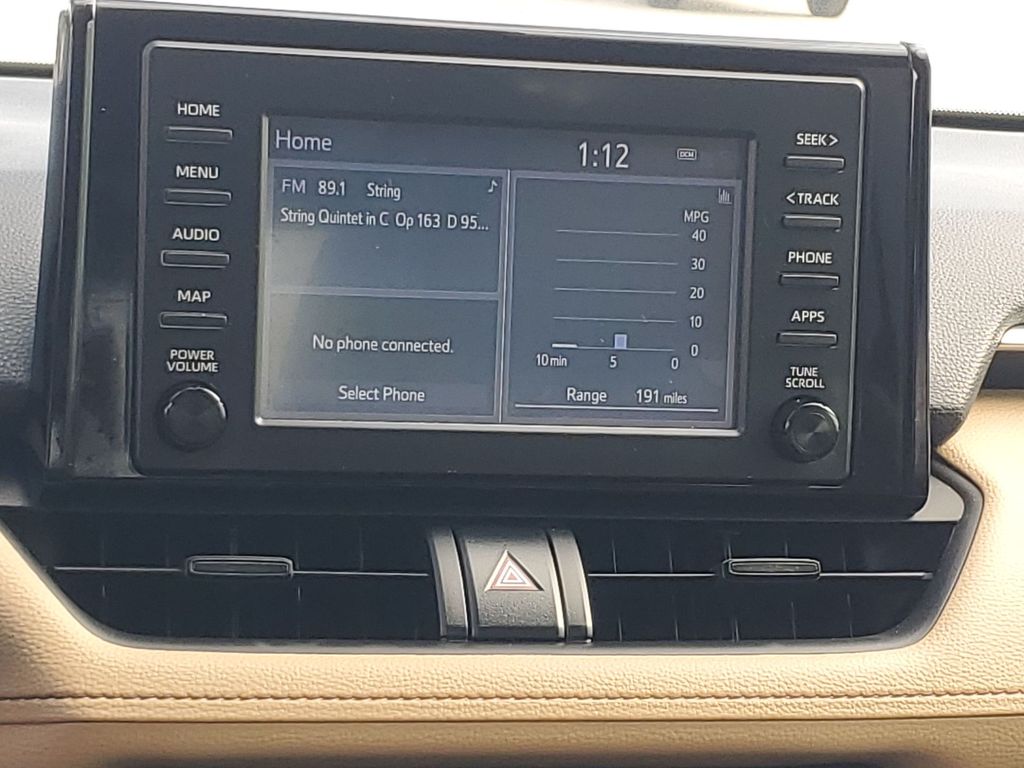 HOME
MENU
AUDIO
MAP
POWER
VOLUME
Home
1:12
DCM
FM 89.1 String
String Quintet in C Op 163 D 95...
No phone connected.
Select Phone
MPG
40
30
20
10
0
10 min 5 0
Range 191 miles
SEEK>
<TRACK
PHONE
APPS
TUNE
SCROLL